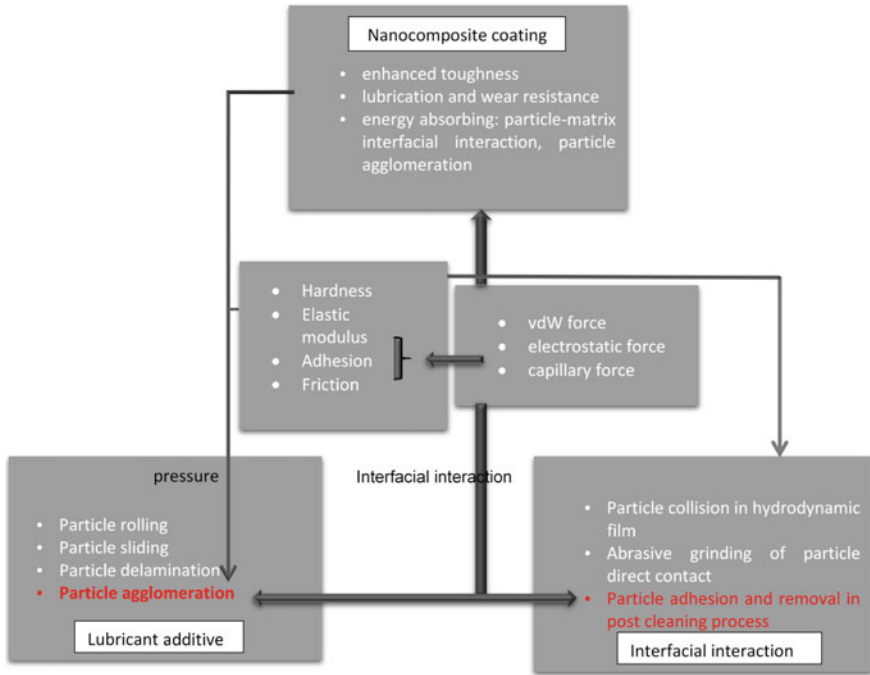 Nanocomposite coating
• enhanced toughness
• lubrication and wear resistance
• energy absorbing: particle-matrix
interfacial interaction, particle
agglomeration
• Hardness
• Elastic
modulus
• Adhesion
• Friction
• vdW force
• electrostatic force
• capillary force
pressure
Interfacial interaction
• Particle rolling
• Particle sliding
• Particle delamination
• Particle agglomeration
Lubricant additive
• Particle collision in hydrodynamic
film
• Abrasive grinding of particle
direct contact
• Particle adhesion and removal in
post cleaning process
Interfacial interaction